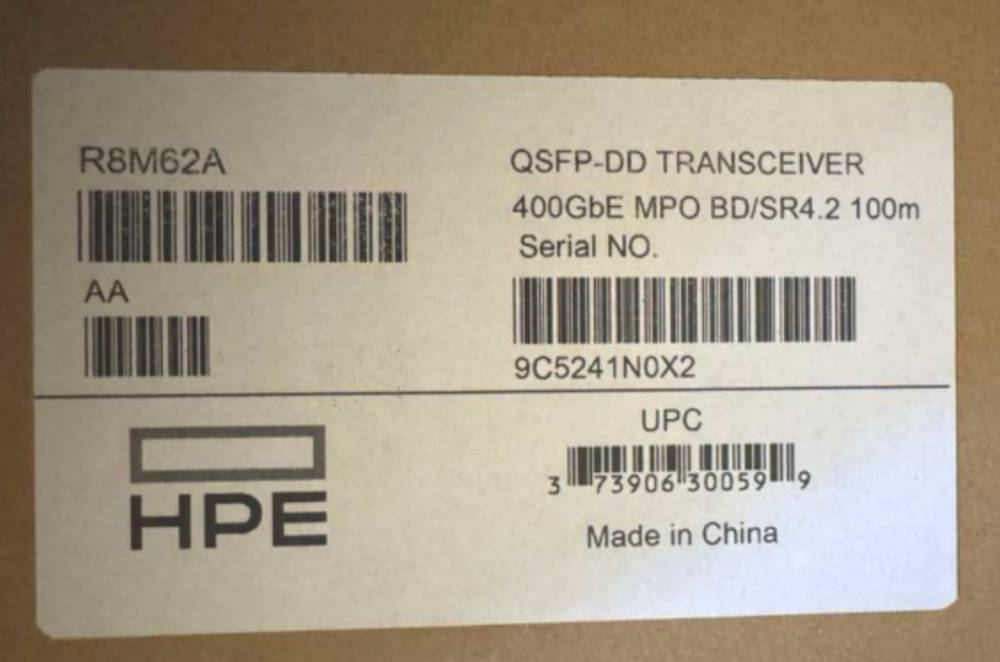 R8M62A
AA
QSFP-DD TRANSCEIVER
400GbE MPO BD/SR4.2 100m
Serial NO.
9C5241N0X2
HPE
UPC
3 73906 30059 9
Made in China